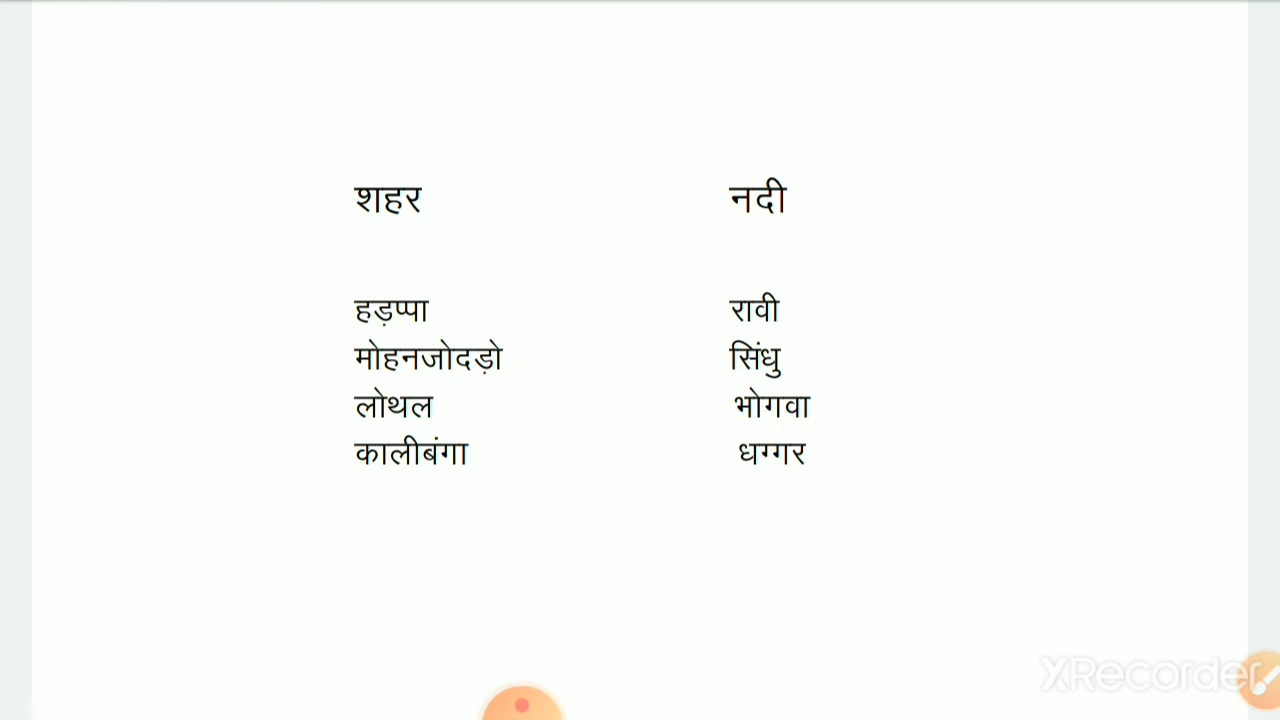 शहर नदी
हड़प्पा रावी
मोहनजोदड़ो सिंधु
लोथल भोगवा
कालीबंगा धग्गर
XRecorder